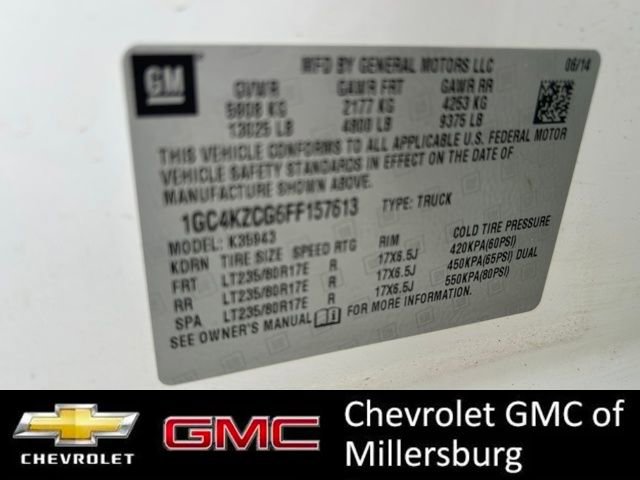 GM
MFD BY GENERAL MOTORS LLC 06/14
GVWR GAWR FRT GAWR RR
5908 KG 2177 KG 4253 KG
13025 LB 4800 LB 9375 LB
THIS VEHICLE CONFORMS TO ALL APPLICABLE U.S. FEDERAL MOTOR
VEHICLE SAFETY STANDARDS IN EFFECT ON THE DATE OF
MANUFACTURE SHOWN ABOVE.
1GC4KZCG6FF157613 TYPE: TRUCK
MODEL: K35943
KDRN TIRE SIZE SPEED RTG RIM COLD TIRE PRESSURE
FRT LT235/80R17E R 17X6.5J 420KPA(60PSI)
RR LT235/80R17E R 17X6.5J 450KPA(65PSI) DUAL
SPA LT235/80R17E R 17X6.5J 550KPA(80PSI)
SEE OWNER'S MANUAL FOR MORE INFORMATION.
CHEVROLET
GMC
Chevrolet GMC of
Millersburg